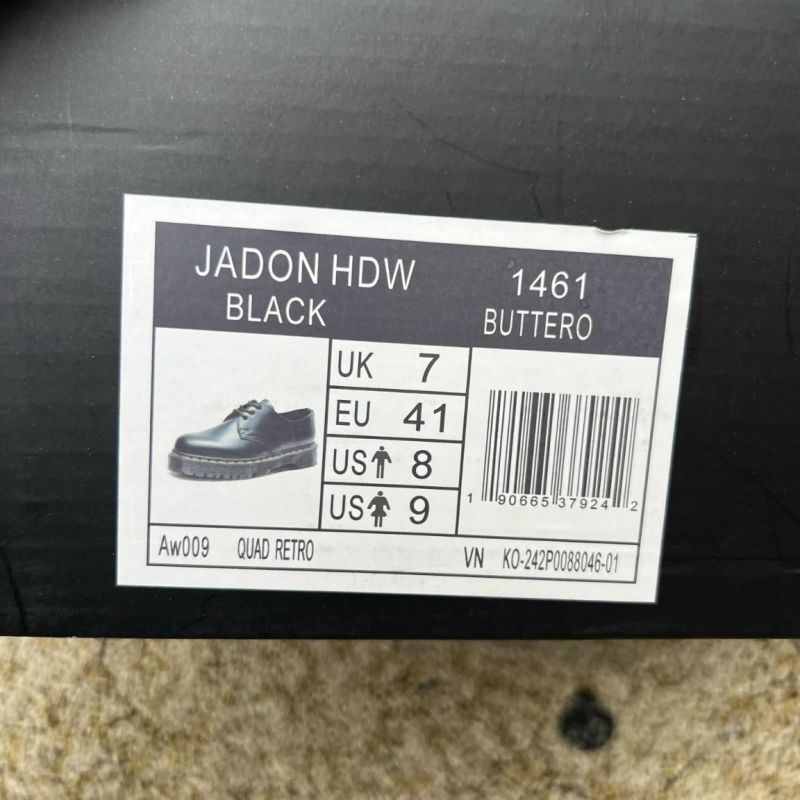 JADON HDW 1461
BLACK BUTTERO
UK 7
EU 41
US 8
US 9
1 90665 37924 2
Aw009 QUAD RETRO VN KO-242P0088046-01